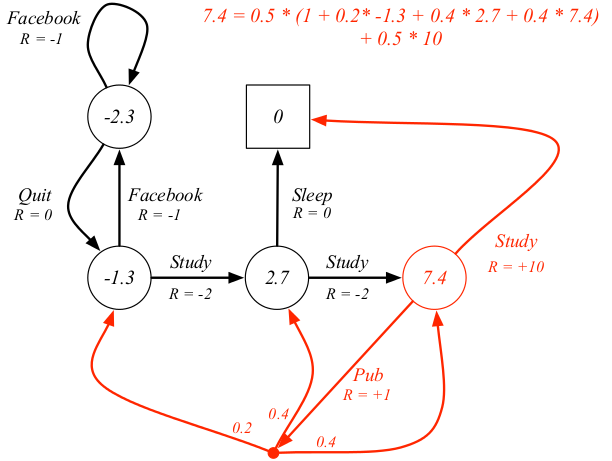 Facebook
R = -1
7.4 = 0.5 * (1 + 0.2* -1.3 + 0.4 * 2.7 + 0.4 * 7.4)
+ 0.5 * 10
-2.3
0
Quit
R = 0
Facebook
R = -1
Sleep
R = 0
Study
R = +10
-1.3
Study
R = -2
2.7
Study
R = -2
7.4
Pub
R = +1
0.2
0.4
0.4